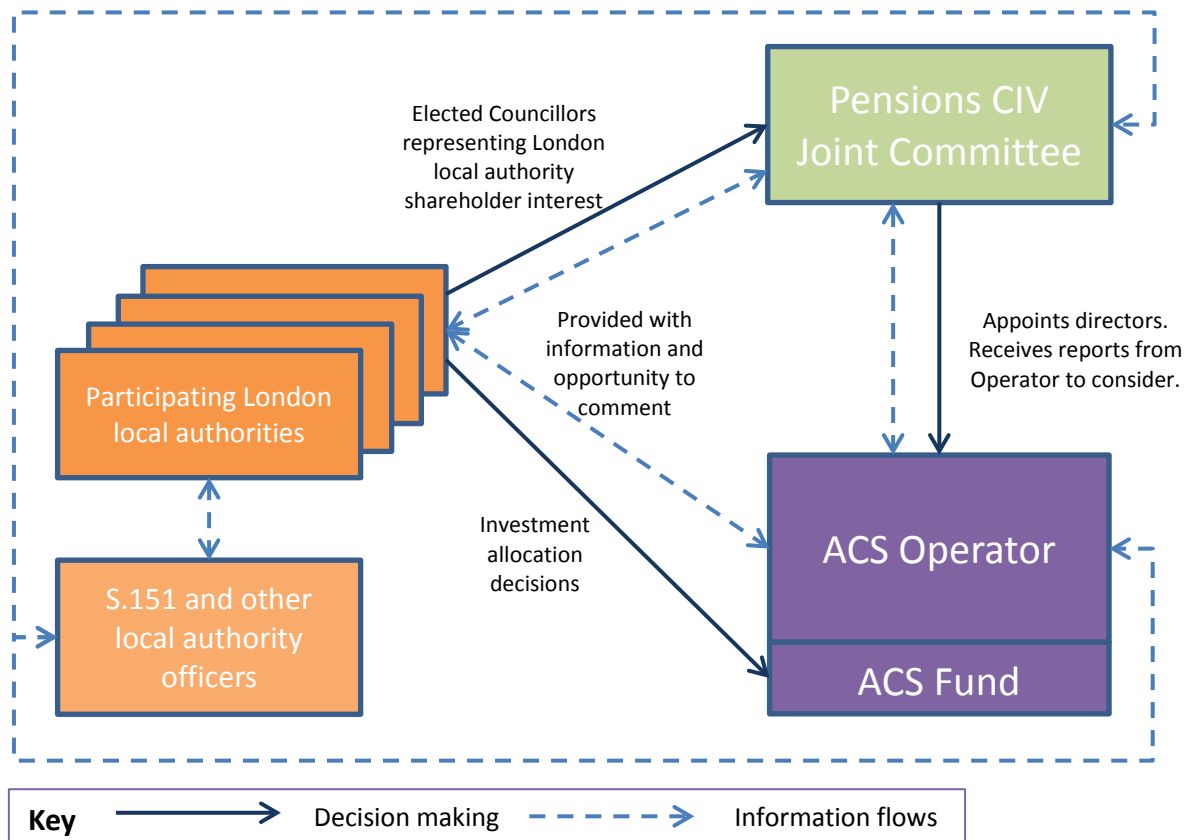 Pensions CIV
Joint Committee
Elected Councillors
representing London
local authority
shareholder interest
Provided with
information and
opportunity to
comment
Appoints directors.
Receives reports from
Operator to consider.
Participating London
local authorities
Investment
allocation
decisions
ACS Operator
S.151 and other
local authority
officers
ACS Fund
Key Decision making Information flows